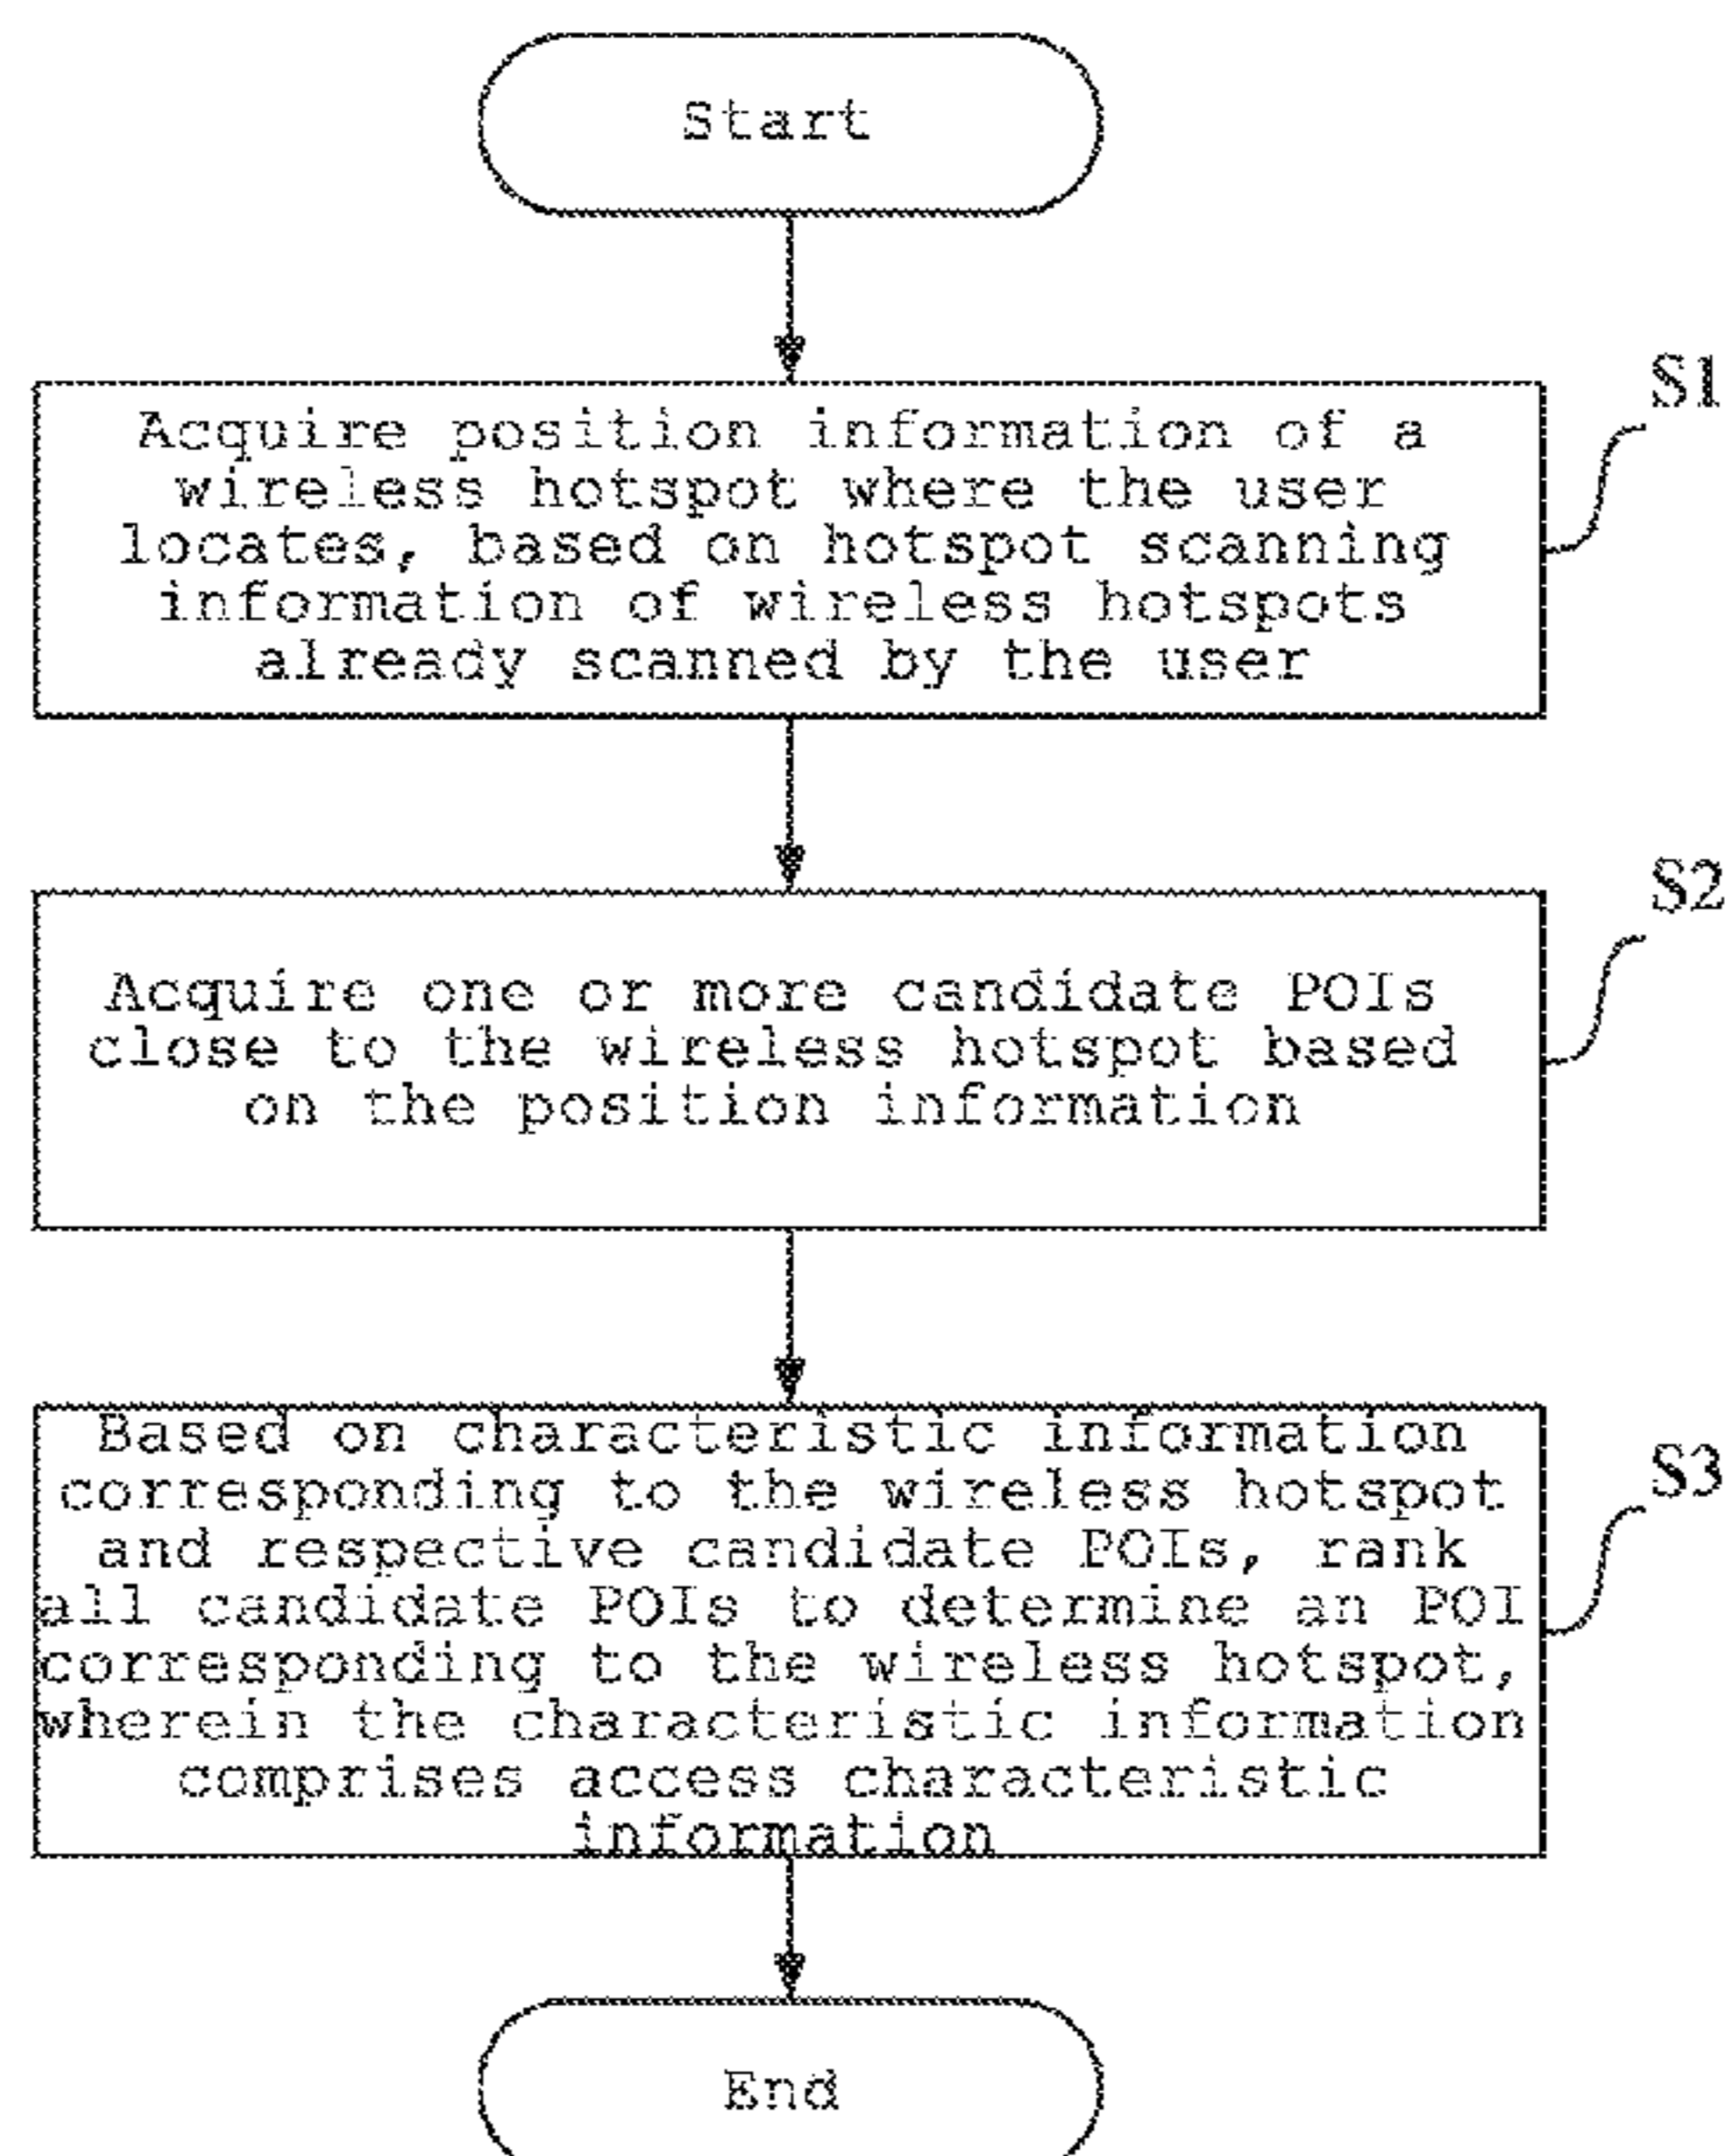 Start
S1
Acquire position information of a
wireless hotspot where the user
locates, based on hotspot scanning
information of wireless hotspots
already scanned by the user
S2
Acquire one or more candidate POIs
close to the wireless hotspot based
on the position information
S3
Based on characteristic information
corresponding to the wireless hotspot
and respective candidate POIs, rank
all candidate POIs to determine an POI
corresponding to the wireless hotspot,
wherein the characteristic information
comprises access characteristic
information
End